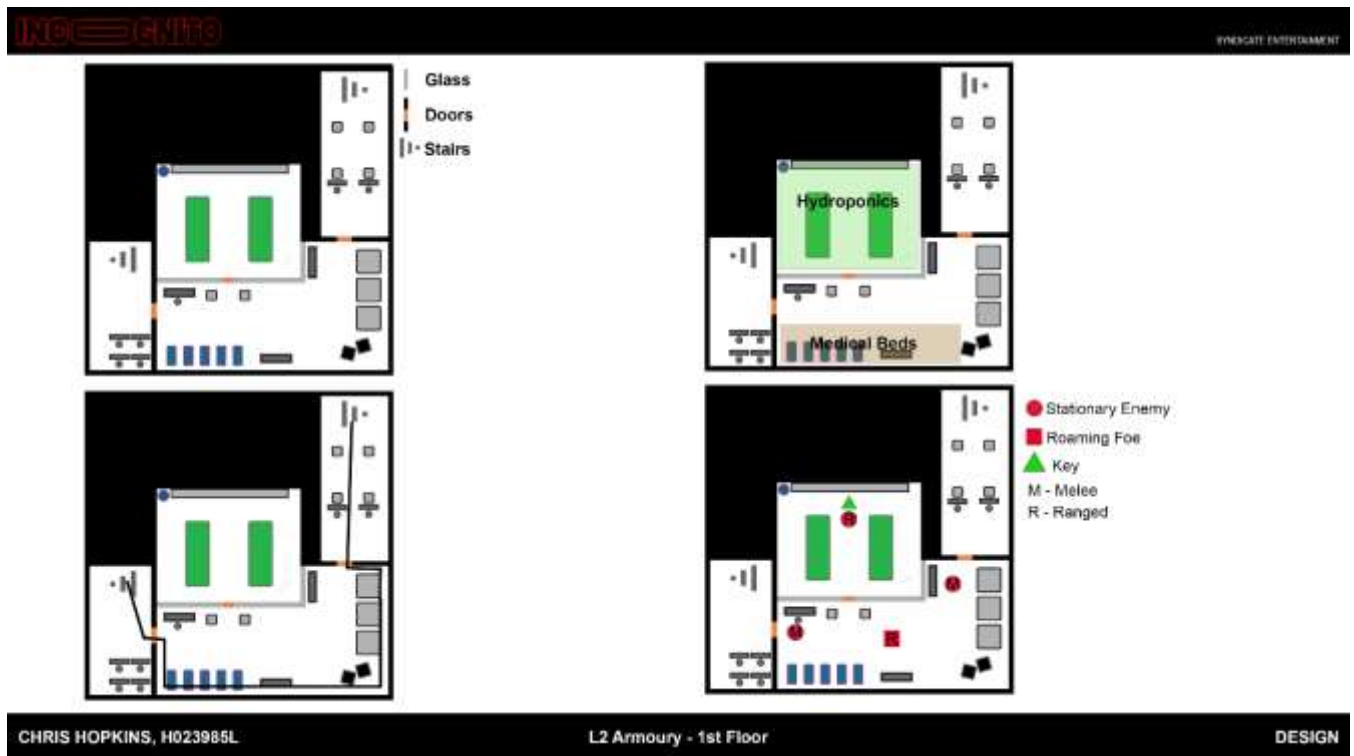 INCOGNITO
SYNDICATE ENTERTAINMENT
Glass
Doors
Stairs
Hydroponics
Medical Beds
Stationary Enemy
Roaming Foe
Key
M - Melee
R - Ranged
R
M
M
R
CHRIS HOPKINS, H023985L
L2 Armoury - 1st Floor
DESIGN